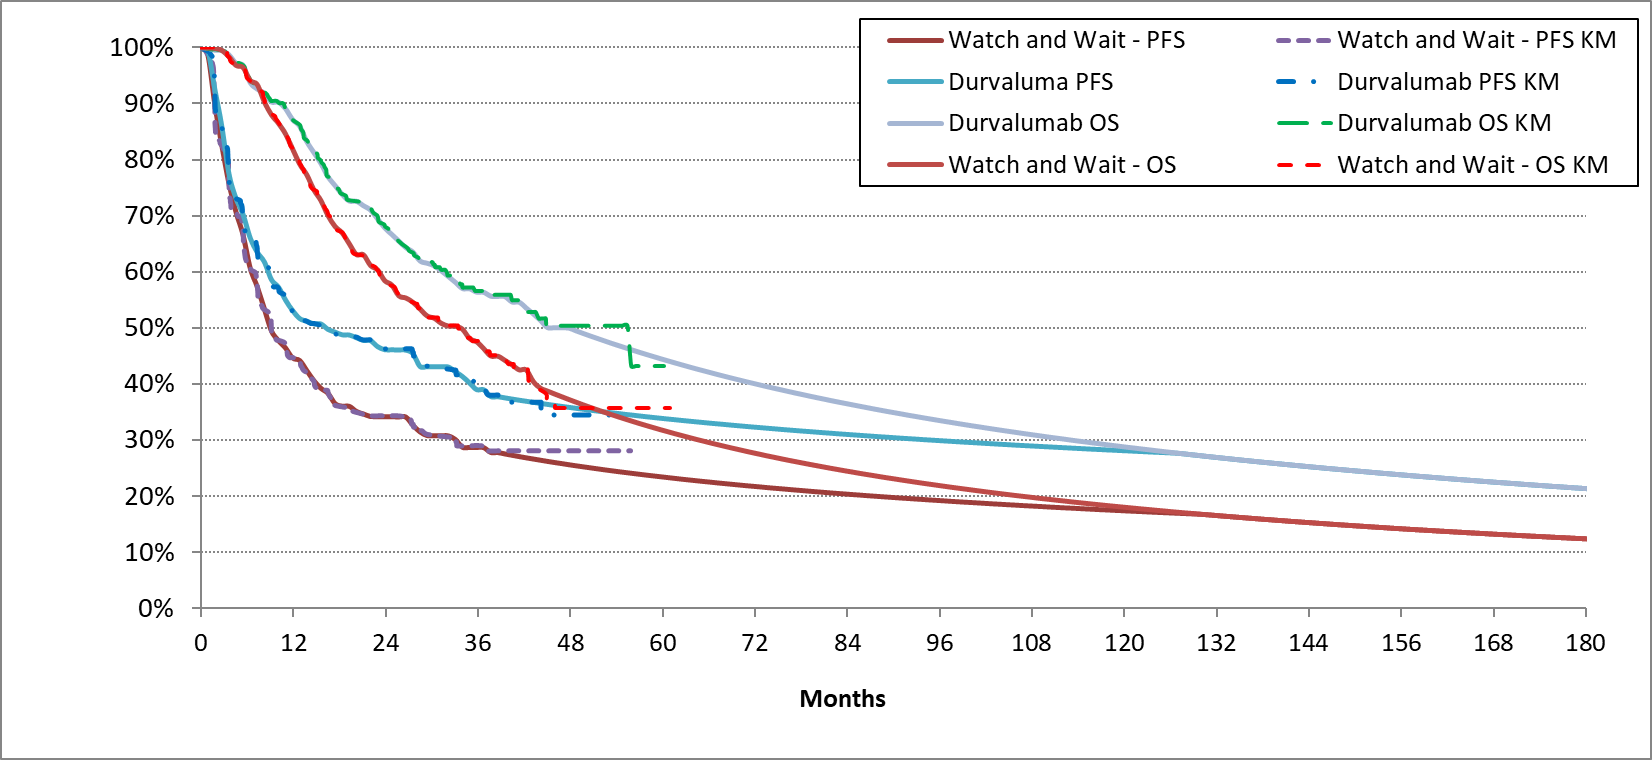 Watch and Wait - PFS
Watch and Wait - PFS KM
Durvaluma PFS
Durvalumab PFS KM
Durvalumab OS
Durvalumab OS KM
Watch and Wait - OS
Watch and Wait - OS KM
100%
90%
80%
70%
60%
50%
40%
30%
20%
10%
0%
0 12 24 36 48 60 72 84 96 108 120 132 144 156 168 180
Months